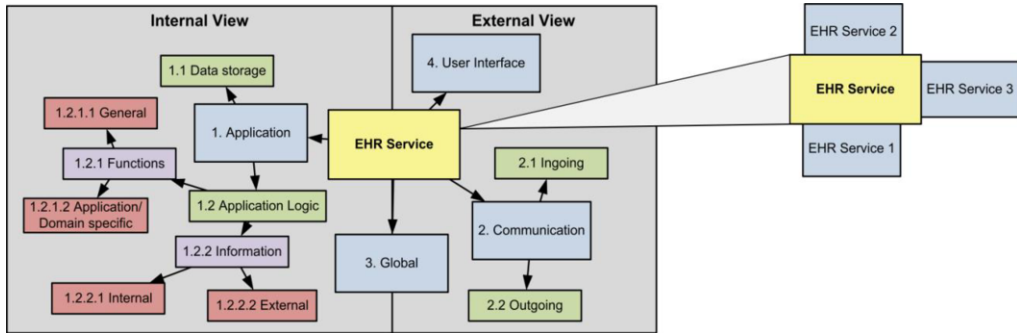 Internal View
External View
EHR Service 2
4. User Interface
1.1 Data storage
EHR Service
EHR Service 3
1.2.1.1 General
1. Application
EHR Service
EHR Service 1
1.2.1 Functions
2.1 Ingoing
1.2.1.2 Application/
Domain specific
1.2 Application Logic
2. Communication
1.2.2 Information
3. Global
1.2.2.1 Internal
1.2.2.2 External
2.2 Outgoing